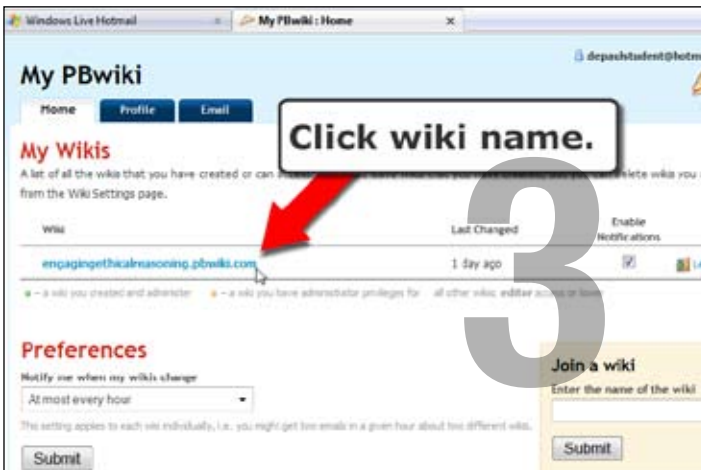 Windows Live Hotmail
My PBwiki : Home
depaulstudent@hotm
My PBwiki
Home Profile Email
Click wiki name.
My Wikis
A list of all the wikis that you have created or can
from the Wiki Settings page.
Wiki Last Changed Enable Notifications
engagingethicalreasoning.pbwiki.com 1 day ago
– a wiki you created and administer – a wiki you have administrator privileges for all other wikis: editor access or lower
3
Preferences
Notify me when my wikis change
At most every hour
This setting applies to each wiki individually, i.e. you might get two emails in a given hour about two different wikis.
Submit
Join a wiki
Enter the name of the wiki
Submit